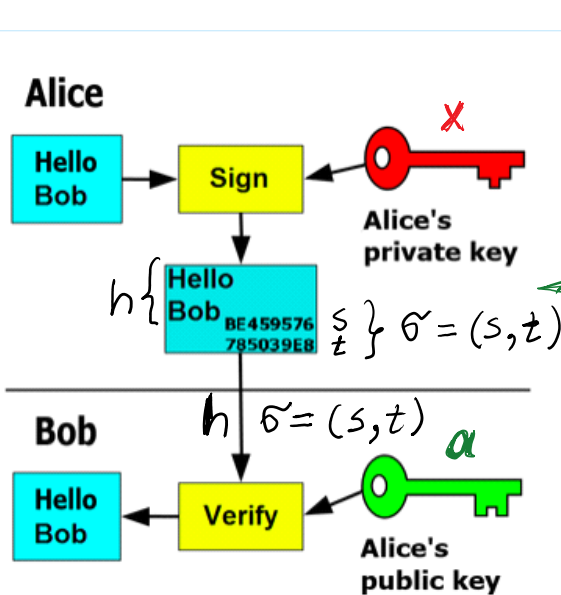 Alice
x
Hello
Bob
Sign
Alice's
private key
h{
Hello
Bob
BE459576
785039E8
s
t
} σ = (s,t)
h σ = (s,t)
Bob
a
Hello
Bob
Verify
Alice's
public key